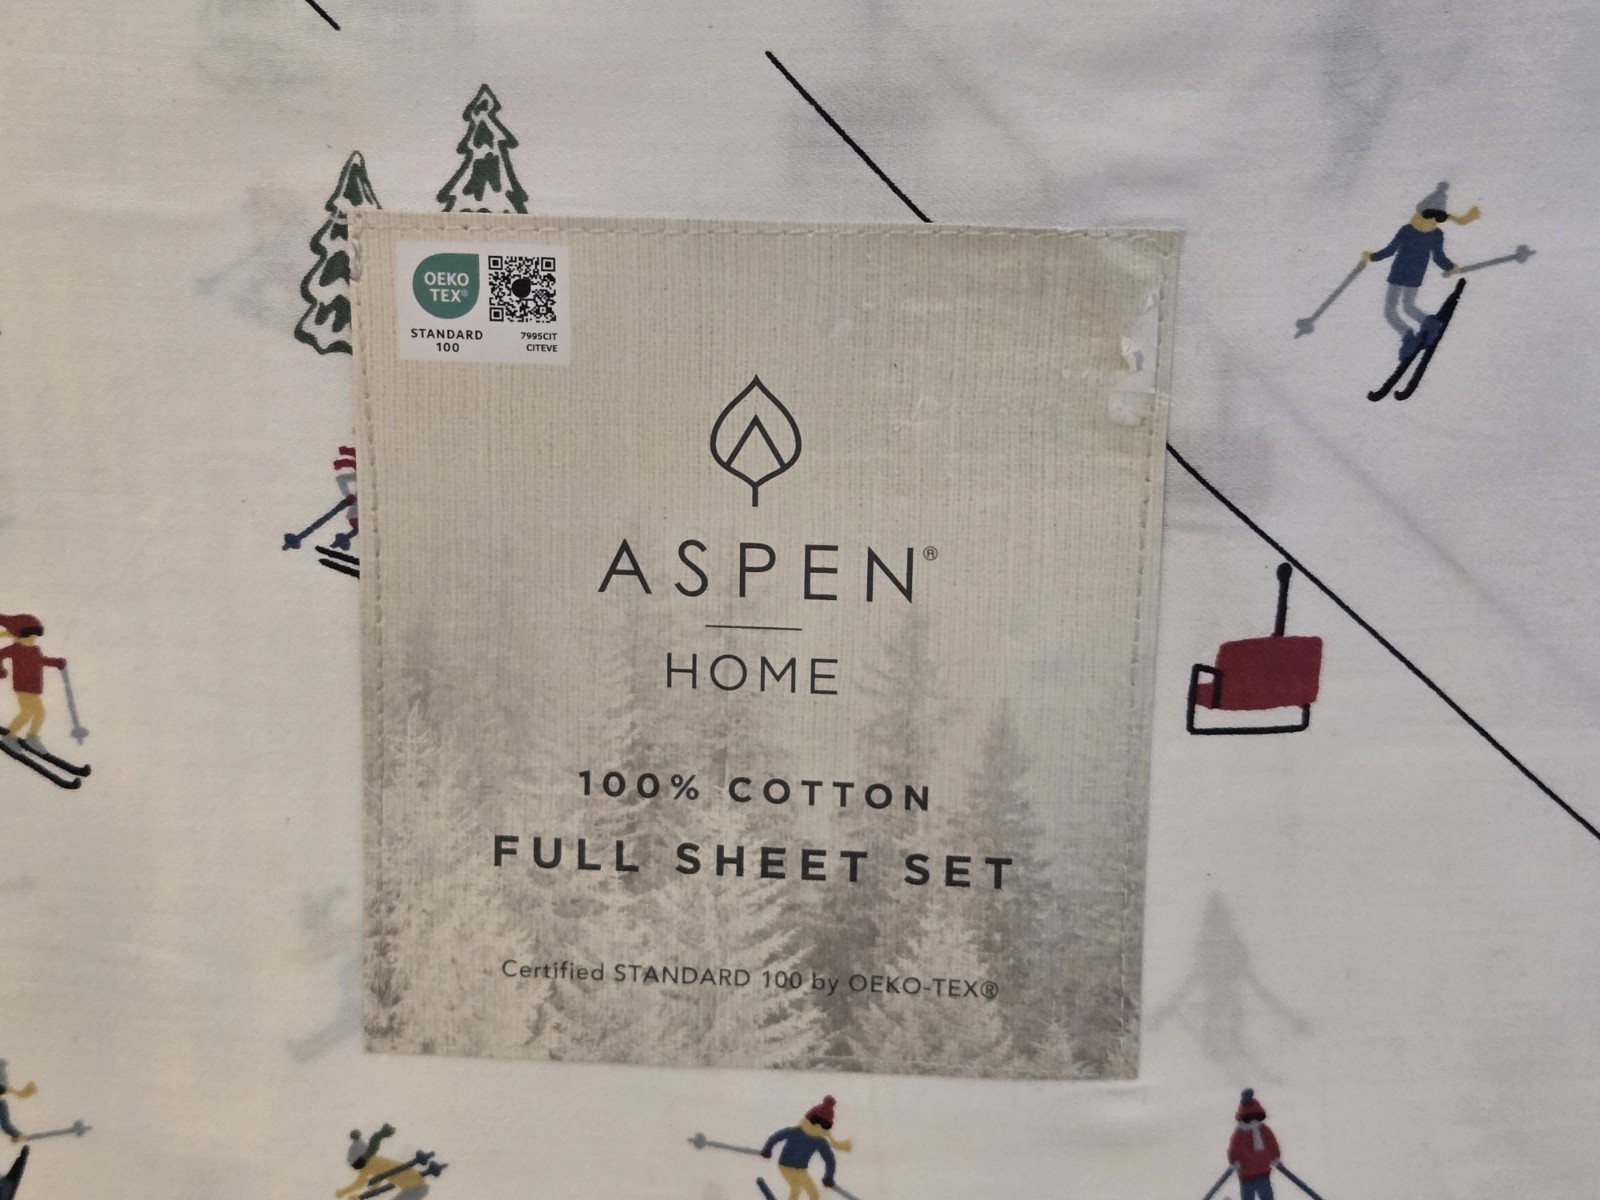 OEKO
TEX®
STANDARD
100
7995CIT
CITEVE
ASPEN®
HOME
100% COTTON
FULL SHEET SET
Certified STANDARD 100 by OEKO-TEX®